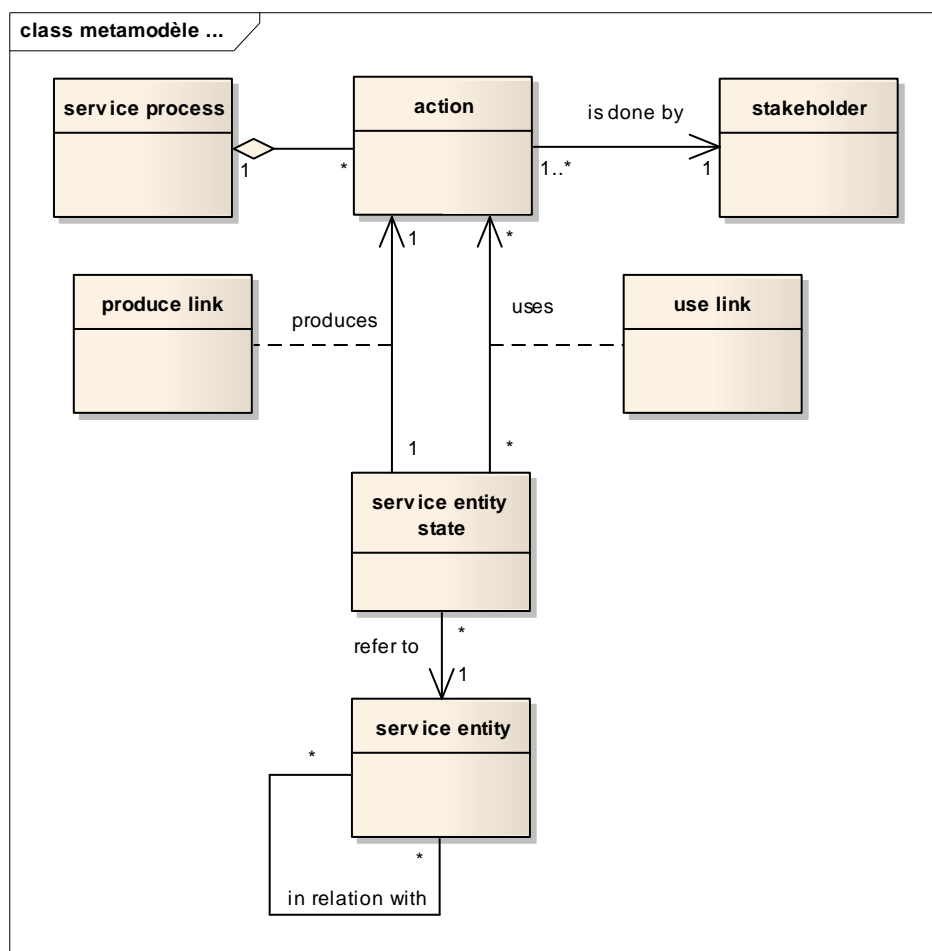 class metamodèle ...
service process
action
stakeholder
is done by
1
*
1..*
1
1
*
produce link
produces
uses
use link
1
*
service entity
state
*
refer to
1
service entity
*
*
in relation with